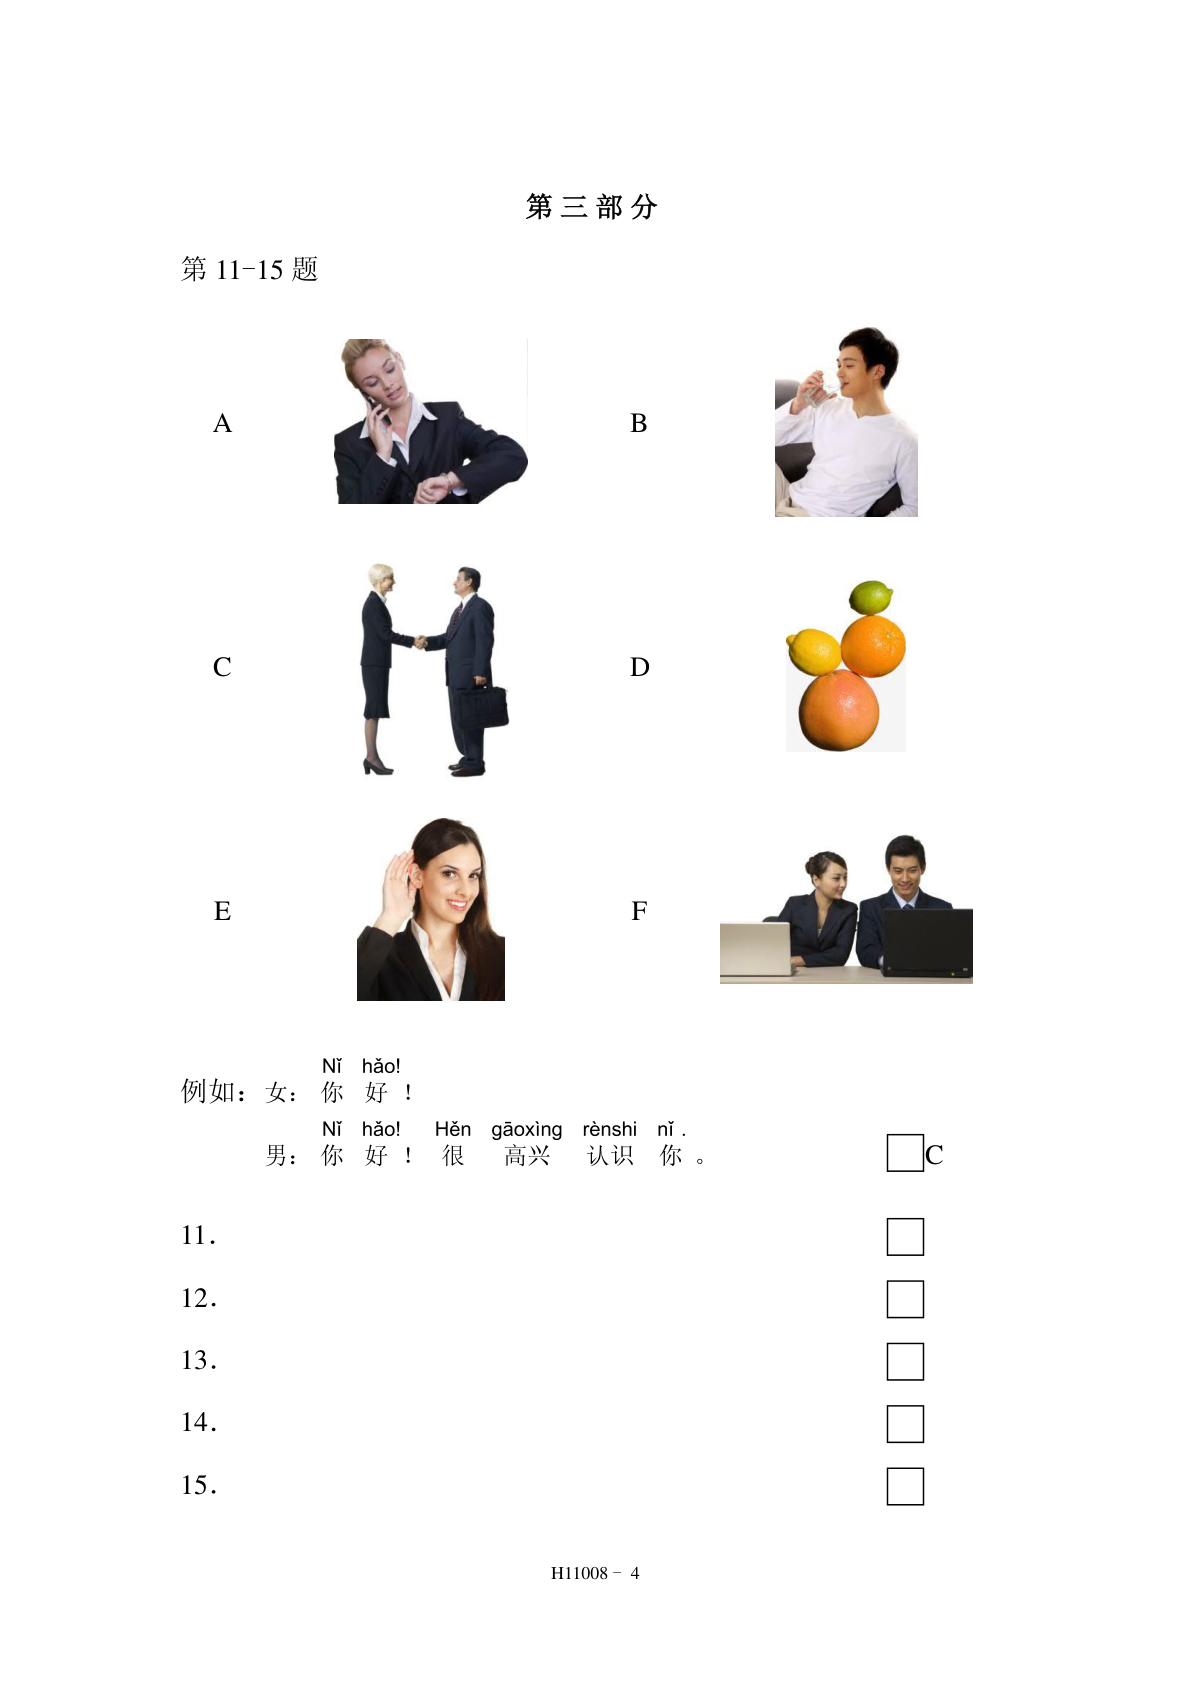 第三部分
第 11-15 题
A
B
C
D
E
F
Nǐ hǎo!
例如：女： 你 好 ！
Nǐ hǎo! Hěn gāoxìng rènshi nǐ .
男： 你 好 ！ 很 高兴 认识 你 。 C
11．
12．
13．
14．
15．
H11008 - 4